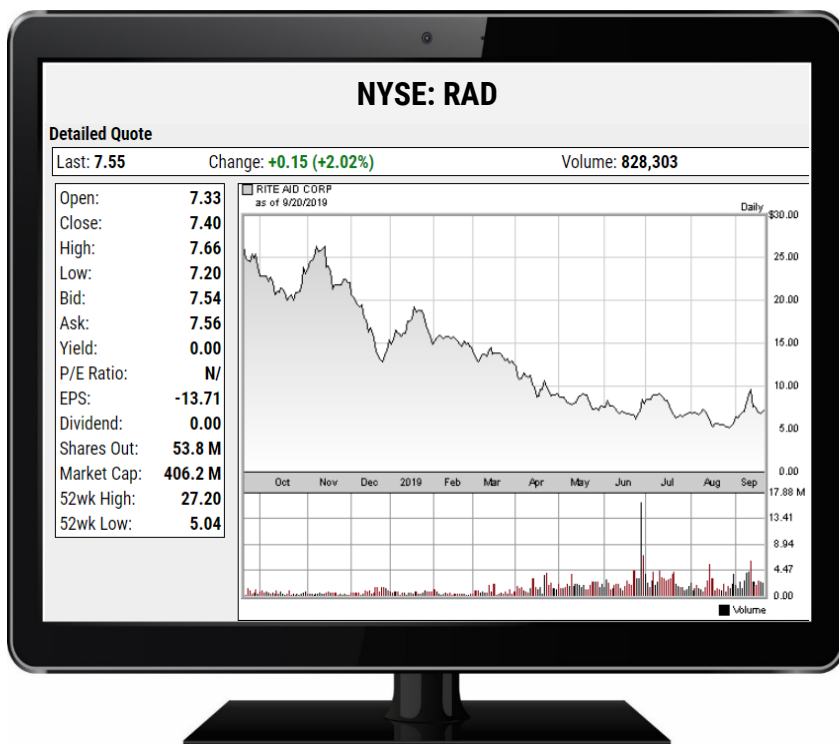 NYSE: RAD
Detailed Quote
Last: 7.55 Change: +0.15 (+2.02%) Volume: 828,303
Open: 7.33
Close: 7.40
High: 7.66
Low: 7.20
Bid: 7.54
Ask: 7.56
Yield: 0.00
P/E Ratio: N/
EPS: -13.71
Dividend: 0.00
Shares Out: 53.8 M
Market Cap: 406.2 M
52wk High: 27.20
52wk Low: 5.04
RITE AID CORP
as of 9/20/2019
Daily
$30.00
25.00
20.00
15.00
10.00
5.00
0.00
Oct Nov Dec 2019 Feb Mar Apr May Jun Jul Aug Sep
17.88 M
13.41
8.94
4.47
0.00
Volume